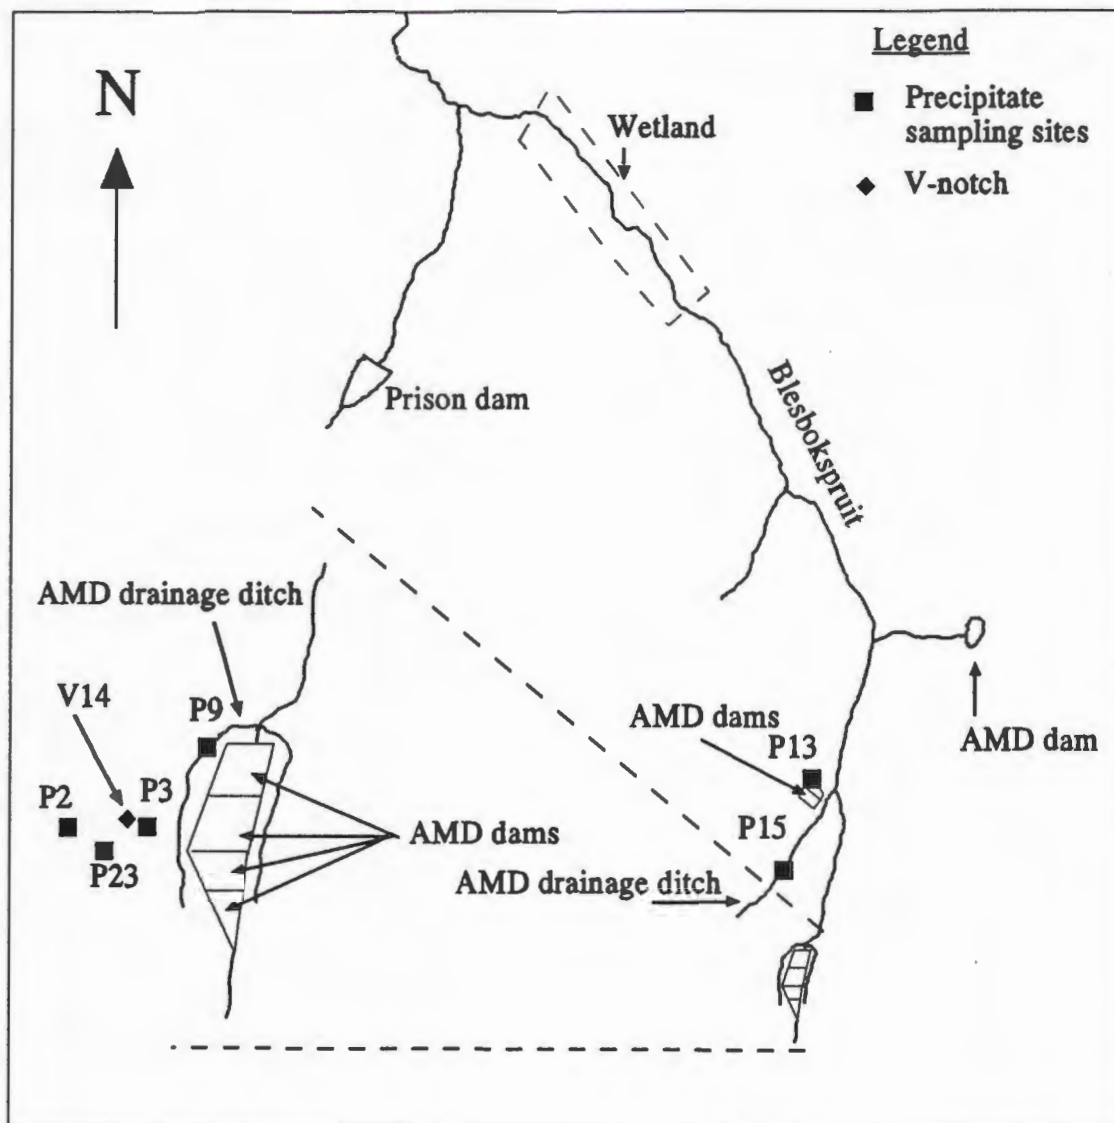 Legend
N
Precipitate
sampling sites
Wetland
V-notch
Prison dam
Blesbokspruit
AMD drainage ditch
V14
P9
AMD dams
P13
AMD dam
P2
P3
AMD dams
P15
P23
AMD drainage ditch